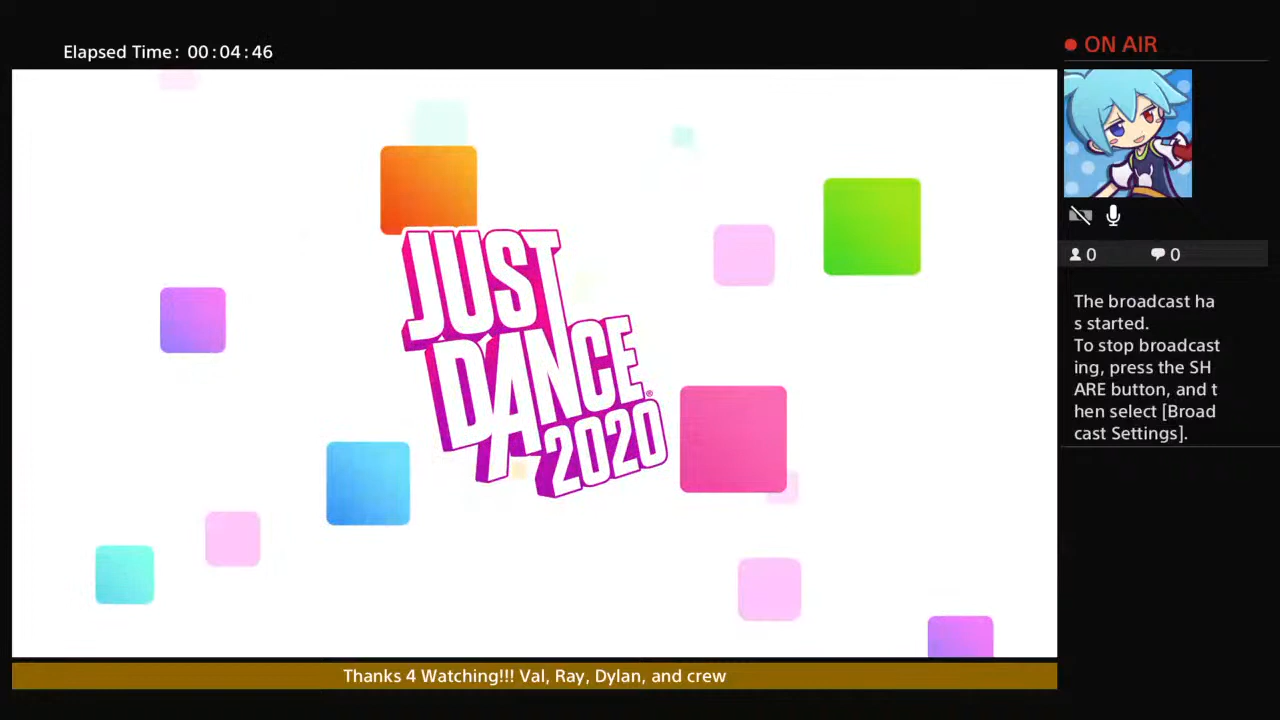 Elapsed Time: 00:04:46
ON AIR
JUST
DANCE®
2020
0
0
The broadcast ha
s started.
To stop broadcast
ing, press the SH
ARE button, and t
hen select [Broad
cast Settings].
Thanks 4 Watching!!! Val, Ray, Dylan, and crew